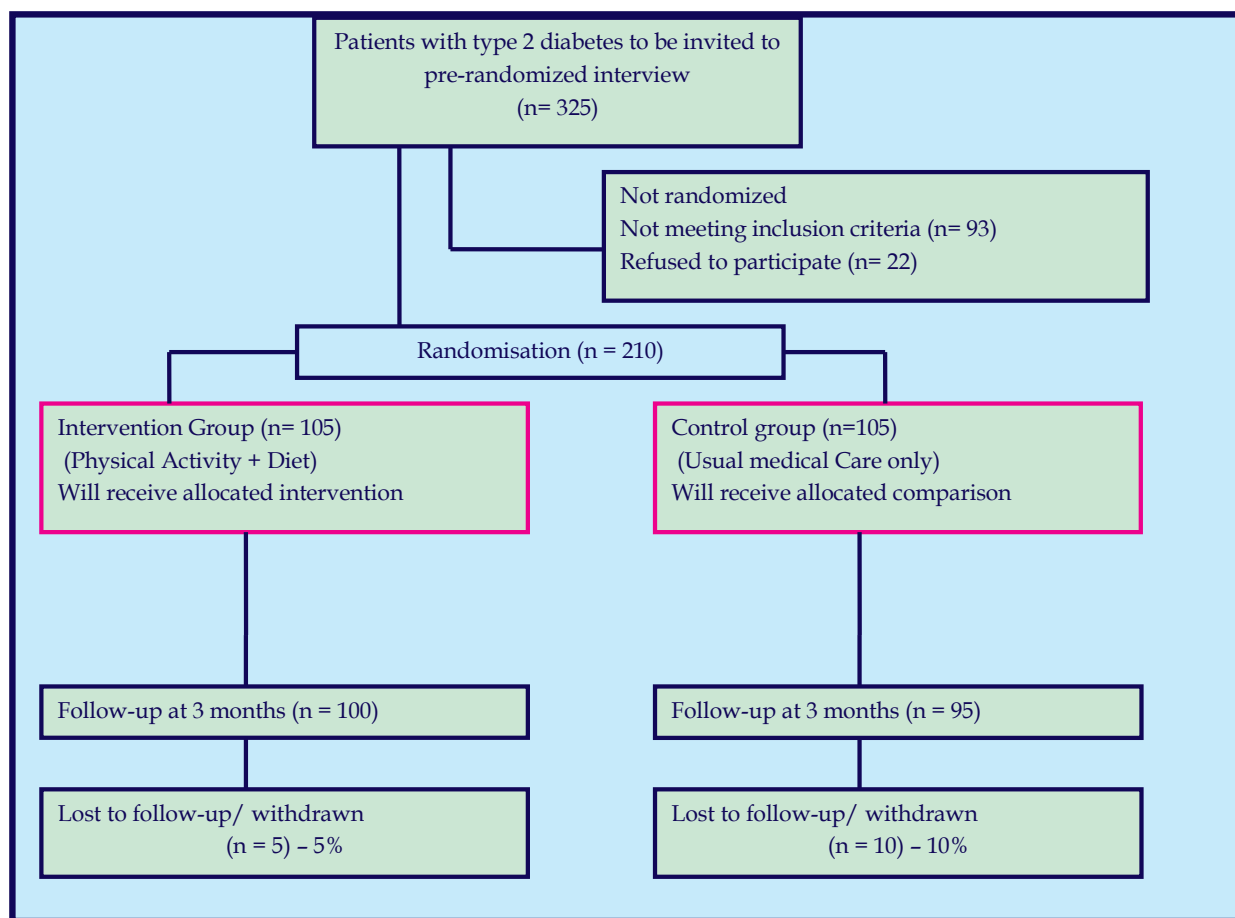 Patients with type 2 diabetes to be invited to
pre-randomized interview
(n= 325)
Not randomized
Not meeting inclusion criteria (n= 93)
Refused to participate (n= 22)
Randomisation (n = 210)
Intervention Group (n= 105)
(Physical Activity + Diet)
Will receive allocated intervention
Control group (n=105)
(Usual medical Care only)
Will receive allocated comparison
Follow-up at 3 months (n = 100)
Follow-up at 3 months (n = 95)
Lost to follow-up/ withdrawn
(n = 5) – 5%
Lost to follow-up/ withdrawn
(n = 10) – 10%